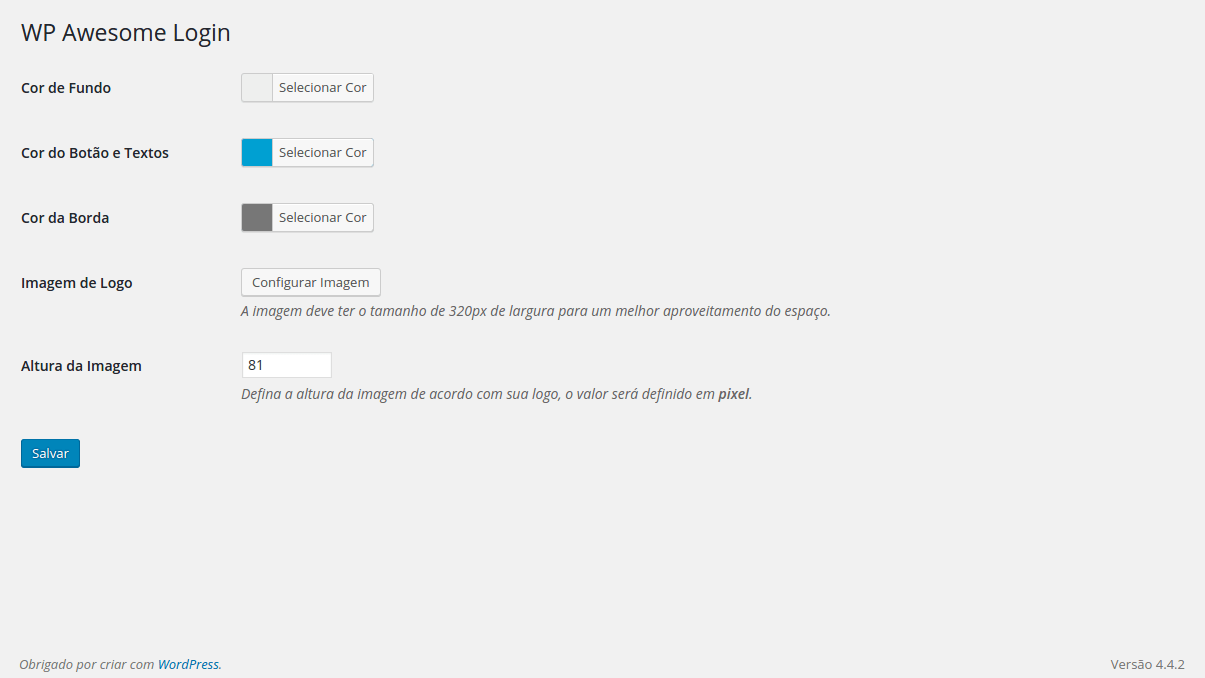 WP Awesome Login
Cor de Fundo
Selecionar Cor
Cor do Botão e Textos
Selecionar Cor
Cor da Borda
Selecionar Cor
Imagem de Logo
Configurar Imagem
A imagem deve ter o tamanho de 320px de largura para um melhor aproveitamento do espaço.
Altura da Imagem
81
Defina a altura da imagem de acordo com sua logo, o valor será definido em pixel.
Salvar
Obrigado por criar com WordPress.
Versão 4.4.2